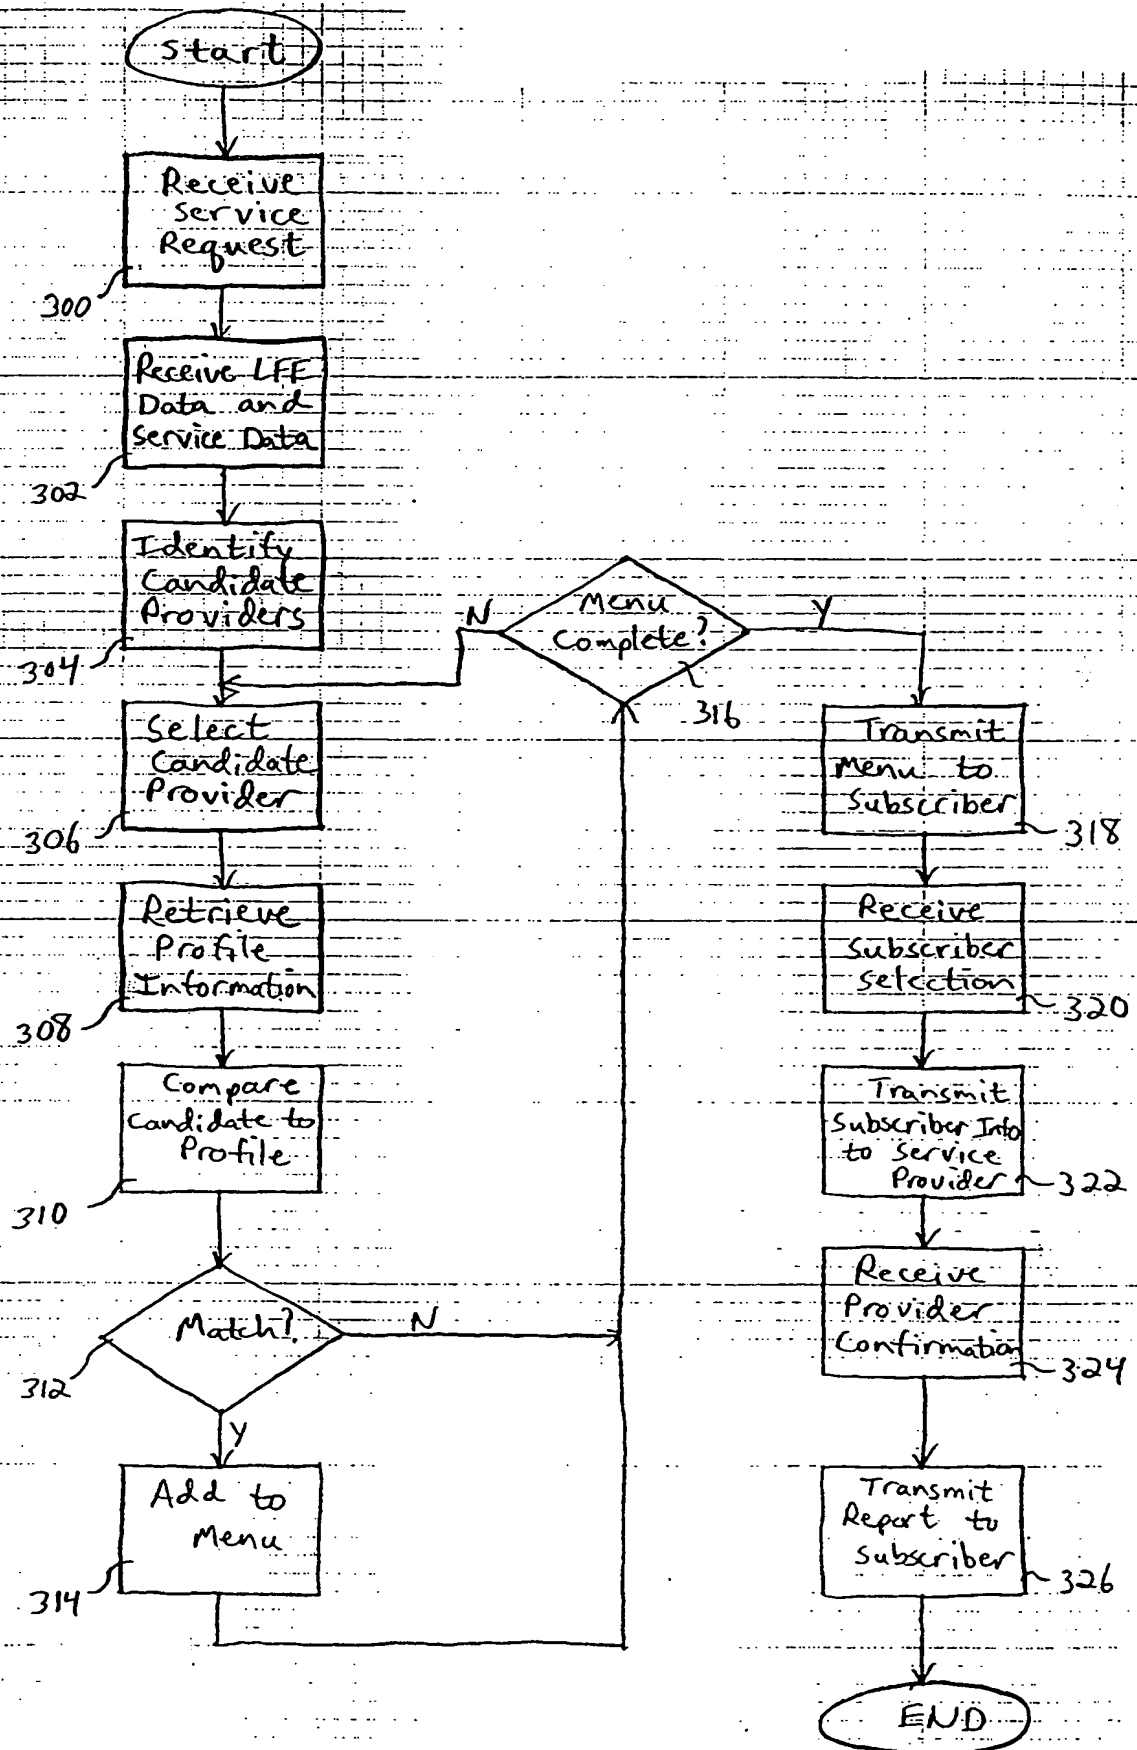 Start
Receive
Service
Request
300
Receive LFE
Data and
Service Data
302
Identify
Candidate
Providers
304
Select
Candidate
Provider
306
Retrieve
Profile
Information
308
Compare
Candidate to
Profile
310
Match?
N
312
Y
Add to
Menu
314
Menu
Complete?
N
Y
316
Transmit
Menu to
Subscriber
318
Receive
Subscriber
Selection
320
Transmit
Subscriber Info
to Service
Provider
322
Receive
Provider
Confirmation
324
Transmit
Report to
Subscriber
326
END